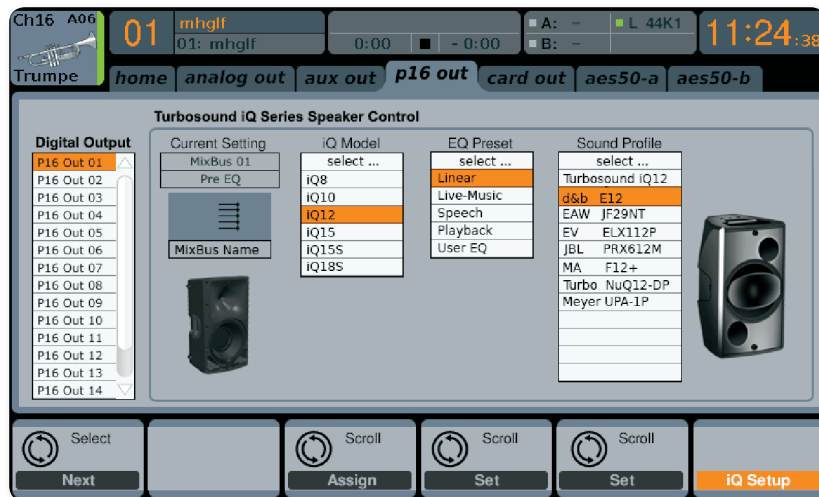 Ch16 A06
Trumpe
01
mhglf
01: mhglf
0:00 - 0:00
A: -
B: -
L 44K1
11:24:38
home analog out aux out p16 out card out aes50-a aes50-b
Turbosound iQ Series Speaker Control
Digital Output
P16 Out 01
P16 Out 02
P16 Out 03
P16 Out 04
P16 Out 05
P16 Out 06
P16 Out 07
P16 Out 08
P16 Out 09
P16 Out 10
P16 Out 11
P16 Out 12
P16 Out 13
P16 Out 14
Current Setting
MixBus 01
Pre EQ
MixBus Name
iQ Model
select ...
iQ8
iQ10
iQ12
iQ15
iQ15S
iQ18S
EQ Preset
select ...
Linear
Live-Music
Speech
Playback
User EQ
Sound Profile
select ...
Turbosound iQ12
d&b E12
EAW JF29NT
EV ELX112P
JBL PRX612M
MA F12+
Turbo NuQ12-DP
Meyer UPA-1P
Select
Next
Scroll
Assign
Scroll
Set
Scroll
Set
iQ Setup